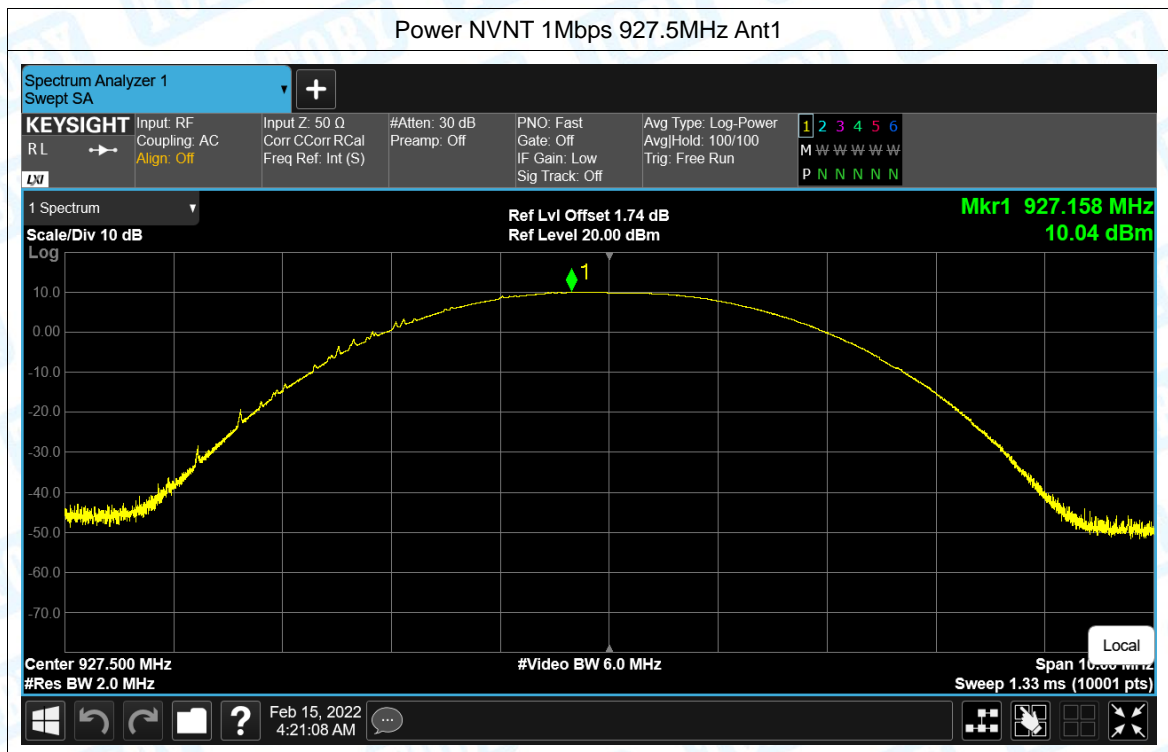 Power NVNT 1Mbps 927.5MHz Ant1
Spectrum Analyzer 1
Swept SA
KEYSIGHT
RL
LXI
Input: RF
Coupling: AC
Align: Off
Input Z: 50 Ω
Corr CCorr RCal
Freq Ref: Int (S)
#Atten: 30 dB
Preamp: Off
PNO: Fast
Gate: Off
IF Gain: Low
Sig Track: Off
Avg Type: Log-Power
Avg|Hold: 100/100
Trig: Free Run
1 2 3 4 5 6
M W W W W W
P N N N N N
1 Spectrum
Scale/Div 10 dB
Log
Ref Lvl Offset 1.74 dB
Ref Level 20.00 dBm
Mkr1 927.158 MHz
10.04 dBm
1
10.0
0.00
-10.0
-20.0
-30.0
-40.0
-50.0
-60.0
-70.0
Local
Center 927.500 MHz
#Video BW 6.0 MHz
Span 10.00 MHz
#Res BW 2.0 MHz
Sweep 1.33 ms (10001 pts)
?
Feb 15, 2022
4:21:08 AM
TOBY